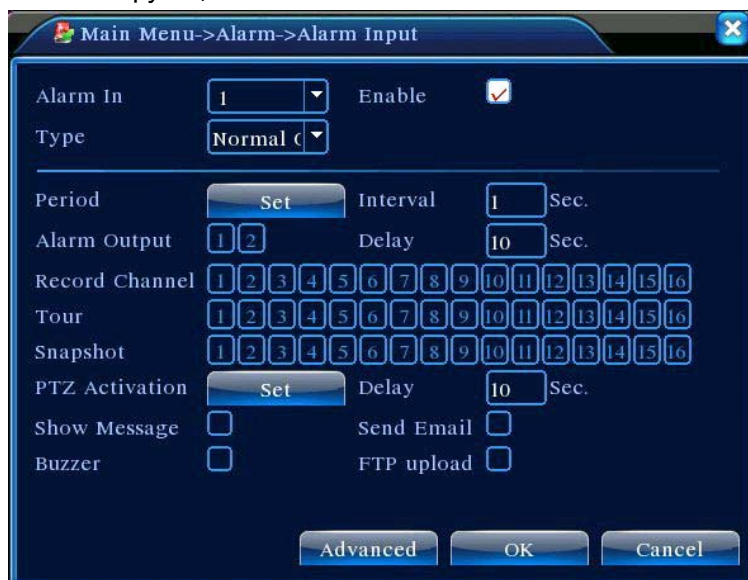 Main Menu->Alarm->Alarm Input
Alarm In 1 Enable
Type Normal
Period Set Interval 1 Sec.
Alarm Output 1 2 Delay 10 Sec.
Record Channel 1 2 3 4 5 6 7 8 9 10 11 12 13 14 15 16
Tour 1 2 3 4 5 6 7 8 9 10 11 12 13 14 15 16
Snapshot 1 2 3 4 5 6 7 8 9 10 11 12 13 14 15 16
PTZ Activation Set Delay 10 Sec.
Show Message Send Email
Buzzer FTP upload
Advanced OK Cancel